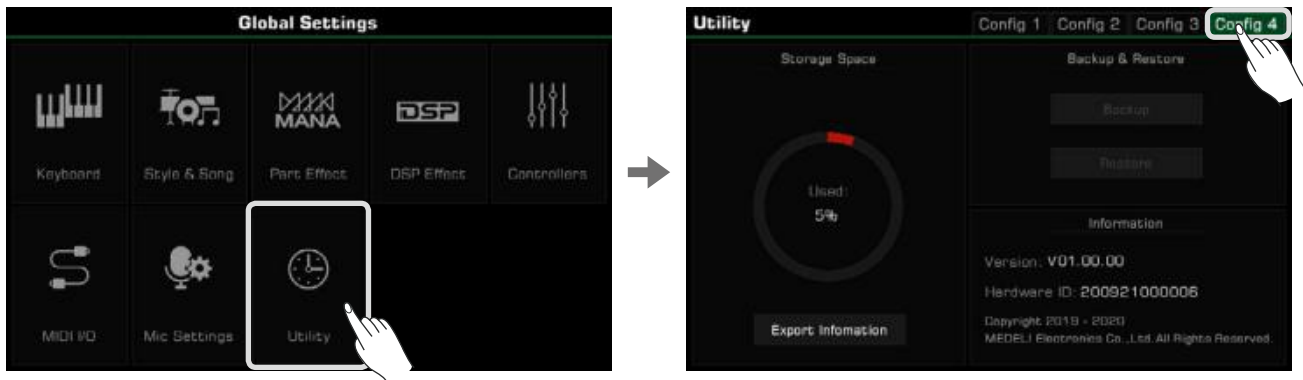 Global Settings
MANA
DSP
Keyboard
Style & Song
Part Effect
DSP Effect
Controllers
MIDI I/O
Mic Settings
Utility
Utility
Config 1
Config 2
Config 3
Config 4
Storage Space
Used:
5%
Export Infomation
Backup & Restore
Backup
Restore
Information
Version: V01.00.00
Hardware ID: 200921000006
Copyright 2019 - 2020
MEDELI Electronics Co.,Ltd. All Rights Reserved.